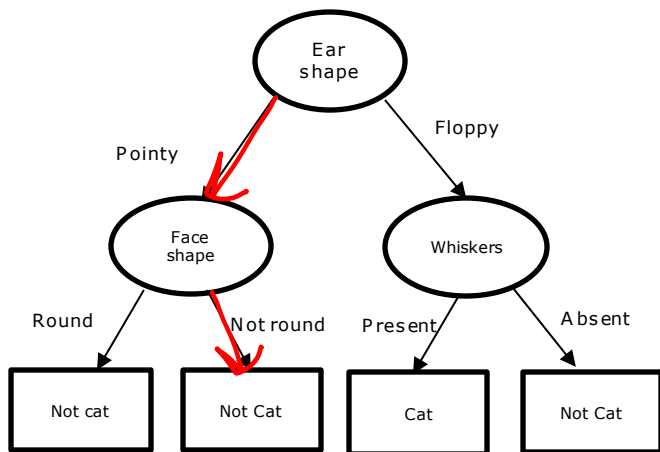 Ear
shape
Pointy
Floppy
Face
shape
Whiskers
Round
Not round
Present
Absent
Not cat
Not Cat
Cat
Not Cat